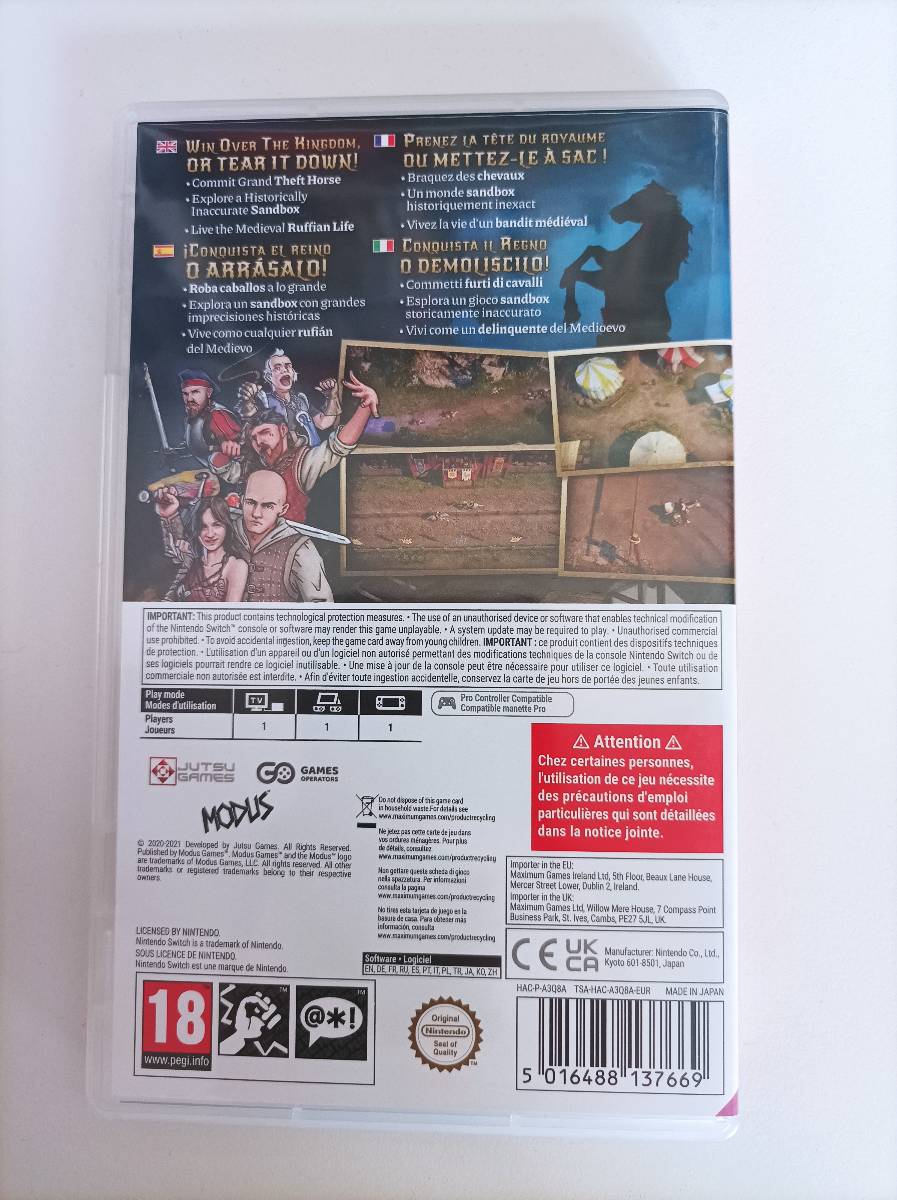 WIN OVER THE KINGDOM,
OR TEAR IT DOWN!
• Commit Grand Theft Horse
• Explore a Historically
Inaccurate Sandbox
• Live the Medieval Ruffian Life
PRENEZ LA TÊTE DU ROYAUME
OU METTEZ-LE À SAC !
• Braquez des chevaux
• Un monde sandbox
historiquement inexact
• Vivez la vie d'un bandit médiéval
¡CONQUISTA EL REINO
O ARRÁSALO!
• Roba caballos a lo grande
• Explora un sandbox con grandes
imprecisiones históricas
• Vive como cualquier rufián
del Medievo
CONQUISTA IL REGNO
O DEMOLISCILO!
• Commetti furti di cavalli
• Esplora un gioco sandbox
storicamente inaccurato
• Vivi come un delinquente del Medioevo
IMPORTANT: This product contains technological protection measures. • The use of an unauthorised device or software that enables technical modification
of the Nintendo Switch™ console or software may render this game unplayable. • A system update may be required to play. • Unauthorised commercial
use prohibited. • To avoid accidental ingestion, keep the game card away from young children. IMPORTANT : ce produit contient des dispositifs techniques
de protection. • L'utilisation d'un appareil ou d'un logiciel non autorisé permettant des modifications techniques de la console Nintendo Switch ou de
ses logiciels pourrait rendre ce logiciel inutilisable. • Une mise à jour de la console peut être nécessaire pour utiliser ce logiciel. • Toute utilisation
commerciale non autorisée est interdite. • Afin d'éviter toute ingestion accidentelle, conservez la carte de jeu hors de portée des jeunes enfants.
Play mode
Modes d'utilisation
TV
Pro Controller Compatible
Compatible manette Pro
Players
Joueurs
1 1 1
Attention
Chez certaines personnes,
l'utilisation de ce jeu nécessite
des précautions d'emploi
particulières qui sont détaillées
dans la notice jointe.
JUTSU
GAMES
GO GAMES
OPERATORS
MODUS
© 2020-2021 Developed by Jutsu Games. All Rights Reserved.
Published by Modus Games™. Modus Games™ and the Modus™ logo
are trademarks of Modus Games, LLC. All rights reserved. All other
trademarks or registered trademarks belong to their respective
owners.
Do not dispose of this game card
in household waste.For details see
www.maximumgames.com/productrecycling
Ne jetez pas cette carte de jeu dans
vos ordures ménagères. Pour plus
de détails, consultez
www.maximumgames.com/productrecycling
Non gettare questa scheda di gioco
nella spazzatura. Per informazioni
consulta la pagina
www.maximumgames.com/productrecycling
No tires esta tarjeta de juego en la
basura de casa. Para obtener más
información, consulta
www.maximumgames.com/productrecycling
Importer in the EU:
Maximum Games Ireland Ltd, 5th Floor, Beaux Lane House,
Mercer Street Lower, Dublin 2, Ireland.
Importer in the UK:
Maximum Games Ltd, Willow Mere House, 7 Compass Point
Business Park, St. Ives, Cambs, PE27 5JL, UK.
LICENSED BY NINTENDO.
Nintendo Switch is a trademark of Nintendo.
SOUS LICENCE DE NINTENDO.
Nintendo Switch est une marque de Nintendo.
Software • Logiciel
EN, DE, FR, RU, ES, PT, IT, PL, TR, JA, KO, ZH
CE UK
CA
Manufacturer: Nintendo Co., Ltd.,
Kyoto 601-8501, Japan
HAC-P-A3Q8A TSA-HAC-A3Q8A-EUR MADE IN JAPAN
18
www.pegi.info
TM
@*!
TM
Original
Nintendo
Seal of
Quality
TM
5 016488 137669